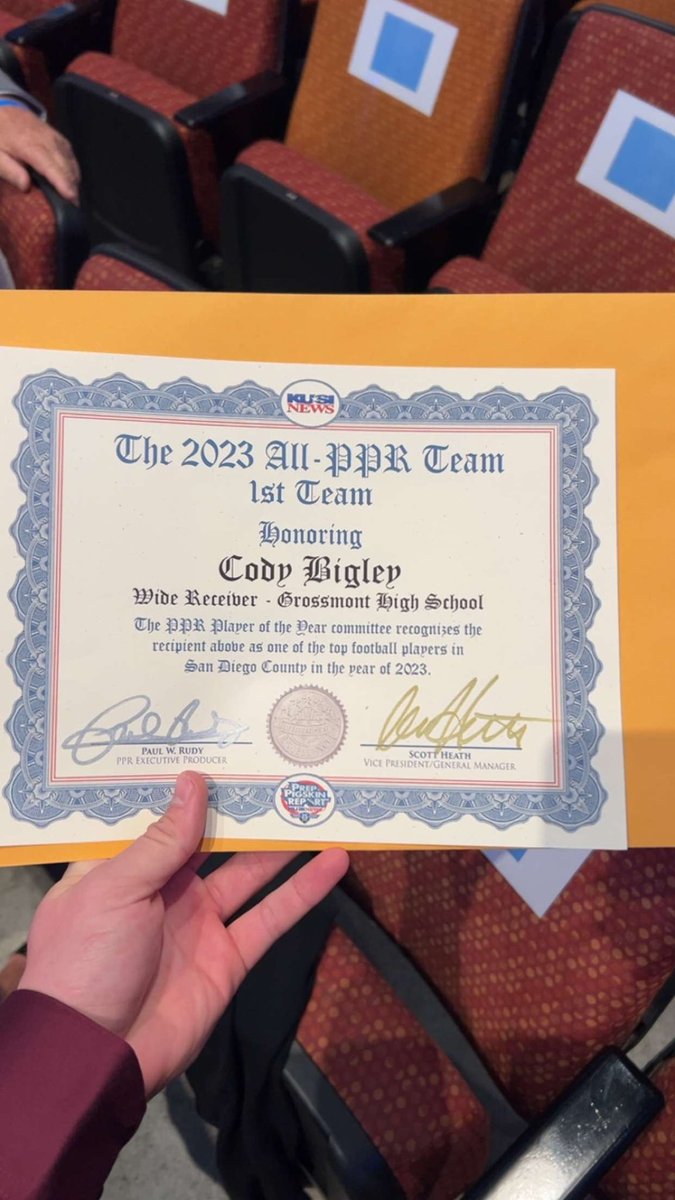 KUSI
NEWS
The 2023 All-PPR Team
1st Team
Honoring
Cody Bigley
Wide Receiver - Grossmont High School
The PPR Player of the Year committee recognizes the
recipient above as one of the top football players in
San Diego County in the year of 2023.
Paul W. Rudy
PPR Executive Producer
Scott Heath
Vice President/General Manager
PREP
PIGSKIN
REPORT